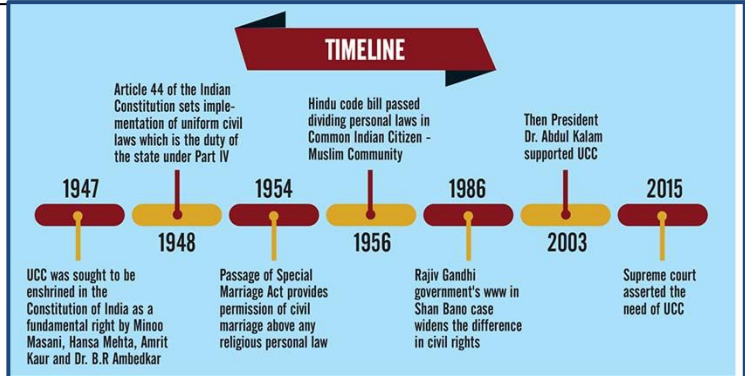 TIMELINE
Article 44 of the Indian
Constitution sets imple-
mentation of uniform civil
laws which is the duty of
the state under Part IV
Hindu code bill passed
dividing personal laws in
Common Indian Citizen -
Muslim Community
Then President
Dr. Abdul Kalam
supported UCC
1947
1948
1954
1956
1986
2003
2015
UCC was sought to be
enshrined in the
Constitution of India as a
fundamental right by Minoo
Masani, Hansa Mehta, Amrit
Kaur and Dr. B.R Ambedkar
Passage of Special
Marriage Act provides
permission of civil
marriage above any
religious personal law
Rajiv Gandhi
government's www in
Shan Bano case
widens the difference
in civil rights
Supreme court
asserted the
need of UCC